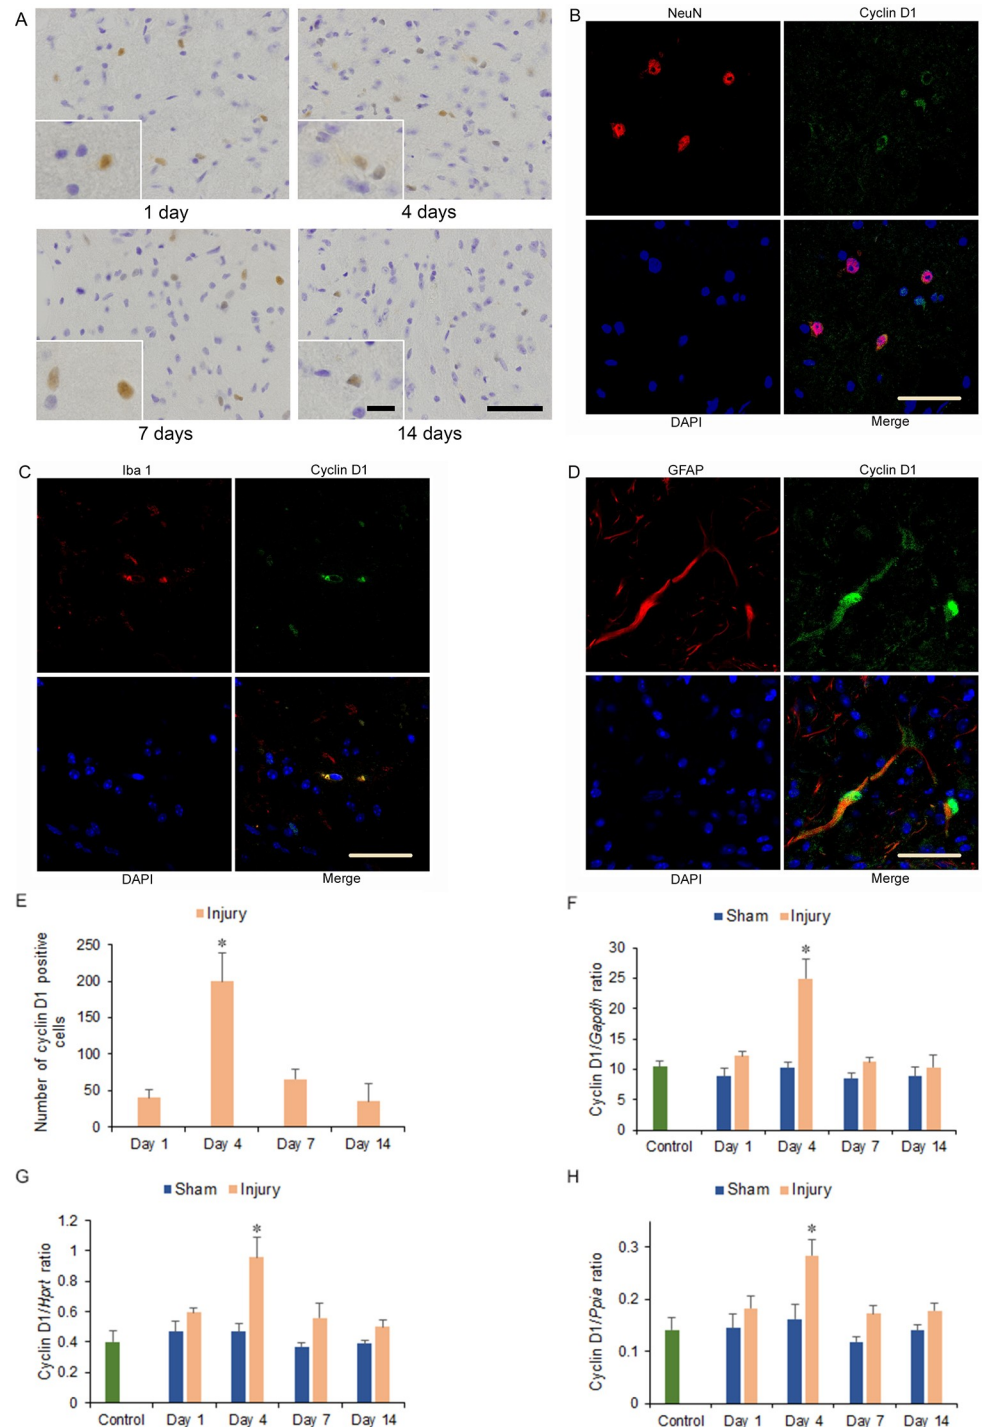 A
1 day
4 days
7 days
14 days
B
NeuN
Cyclin D1
DAPI
Merge
C
Iba 1
Cyclin D1
DAPI
Merge
D
GFAP
Cyclin D1
DAPI
Merge
E
Injury
Number of cyclin D1 positive
cells
250
200
150
100
50
0
*
Day 1
Day 4
Day 7
Day 14
F
Sham
Injury
Cyclin D1/Gapdh ratio
30
25
20
15
10
5
0
*
Control
Day 1
Day 4
Day 7
Day 14
G
Sham
Injury
Cyclin D1/Hprt ratio
1.2
1
0.8
0.6
0.4
0.2
0
*
Control
Day 1
Day 4
Day 7
Day 14
H
Sham
Injury
Cyclin D1/Ppia ratio
0.3
0.2
0.1
0
*
Control
Day 1
Day 4
Day 7
Day 14